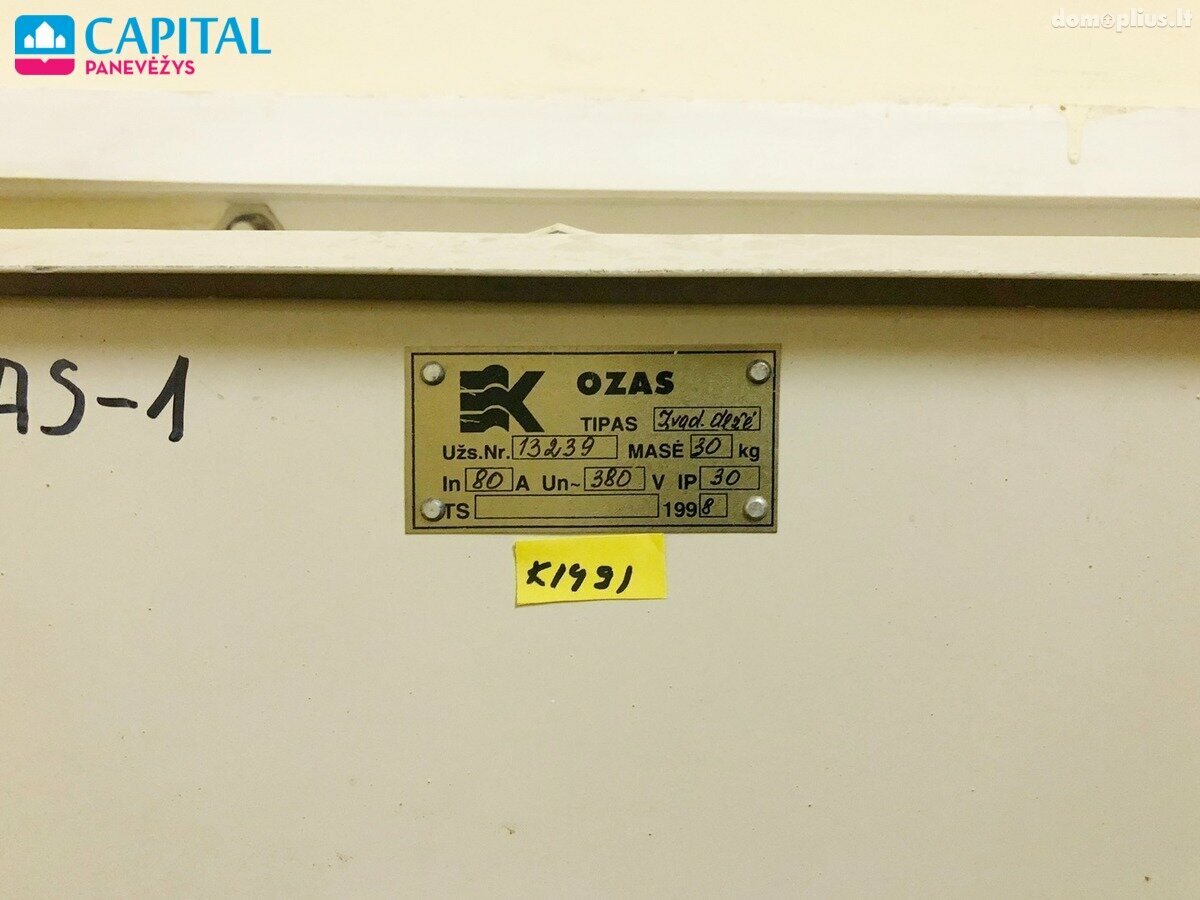 CAPITAL
PANEVĖŽYS
domoplius.lt
AS-1
EK OZAS
TIPAS Įvad. dėžė
Užs.Nr. 13239 MASĖ 30 kg
In 80 A Un~ 380 V IP 30
TS 1998
K1491